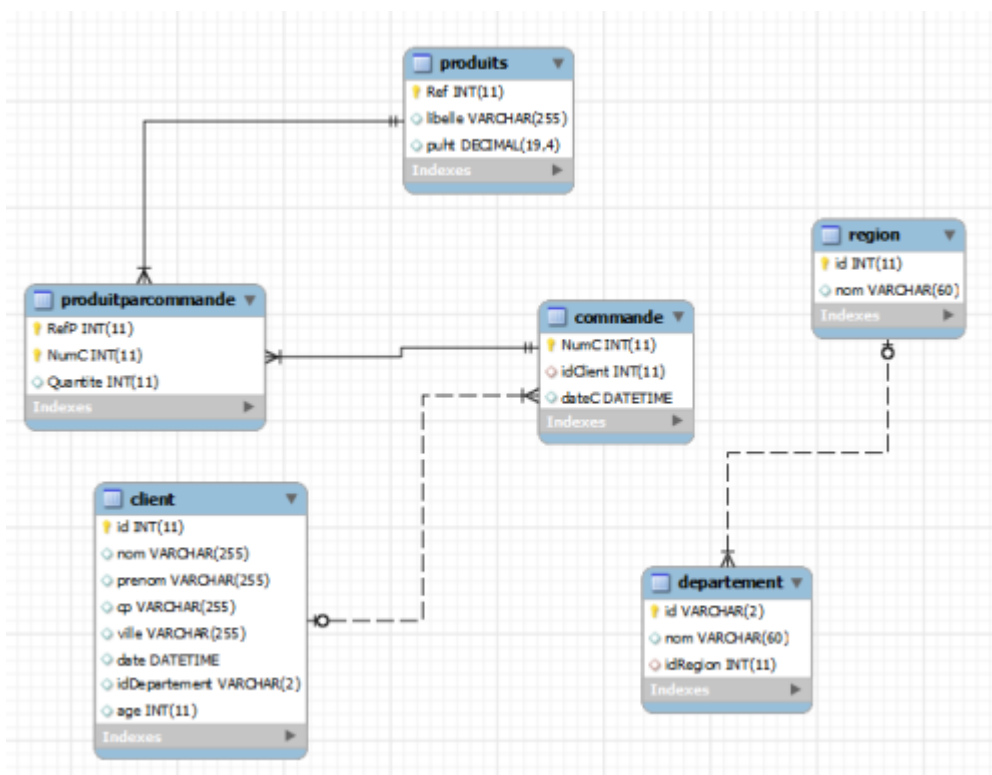 produits
Ref INT(11)
libelle VARCHAR(255)
puht DECIMAL(19,4)
Indexes
region
id INT(11)
nom VARCHAR(60)
Indexes
produitparcommande
RefP INT(11)
NumC INT(11)
Quantite INT(11)
Indexes
commande
NumC INT(11)
idClient INT(11)
dateC DATETIME
Indexes
client
id INT(11)
nom VARCHAR(255)
prenom VARCHAR(255)
cp VARCHAR(255)
ville VARCHAR(255)
date DATETIME
idDepartement VARCHAR(2)
age INT(11)
Indexes
departement
id VARCHAR(2)
nom VARCHAR(60)
idRegion INT(11)
Indexes